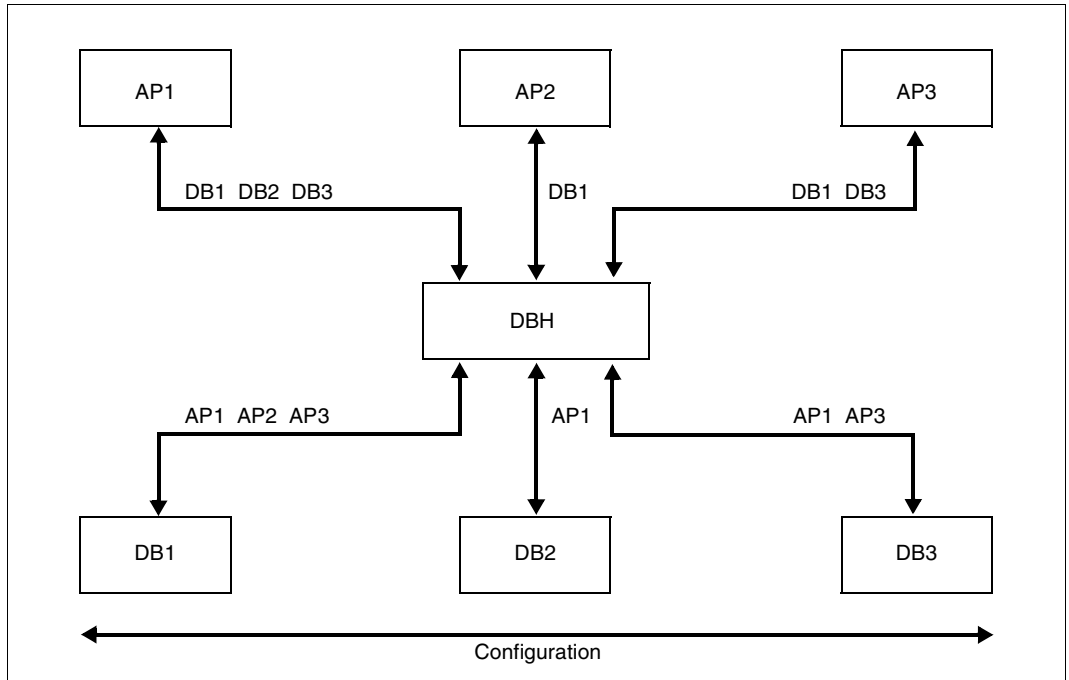 AP1
AP2
AP3
DB1 DB2 DB3
DB1
DB1 DB3
DBH
AP1 AP2 AP3
AP1
AP1 AP3
DB1
DB2
DB3
Configuration